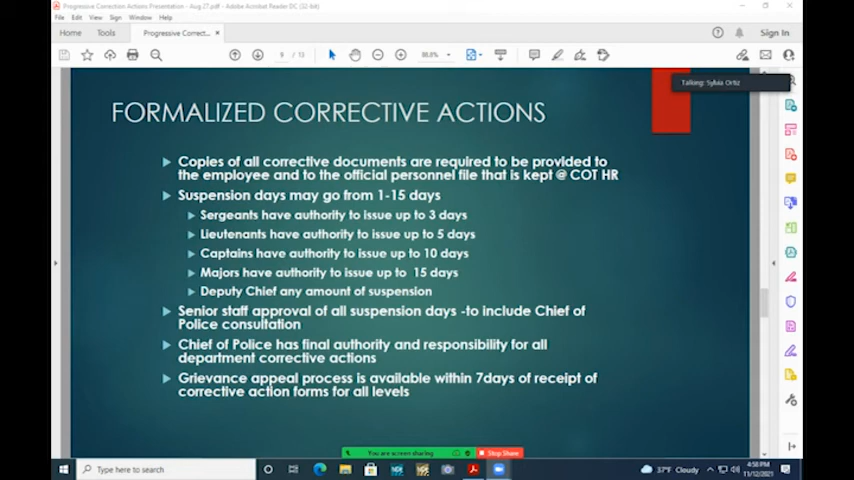 Progressive Correction Actions Presentation - Aug.27.pdf - Adobe Acrobat Reader DC (32-bit)
File Edit View Sign Window Help
Home Tools Progressive Correct... × Sign In
9 / 13 88.8%
Talking: Sylvia Ortiz
FORMALIZED CORRECTIVE ACTIONS
Copies of all corrective documents are required to be provided to
the employee and to the official personnel file that is kept @ COT HR
Suspension days may go from 1-15 days
Sergeants have authority to issue up to 3 days
Lieutenants have authority to issue up to 5 days
Captains have authority to issue up to 10 days
Majors have authority to issue up to 15 days
Deputy Chief any amount of suspension
Senior staff approval of all suspension days -to include Chief of
Police consultation
Chief of Police has final authority and responsibility for all
department corrective actions
Grievance appeal process is available within 7days of receipt of
corrective action forms for all levels
You are screen sharing Stop Share
Type here to search
37°F Cloudy
4:58 PM
11/12/2021